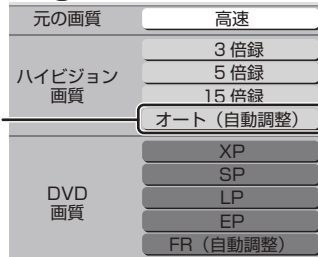 元の画質 高速
ハイビジョン
画質
3倍録
5倍録
15倍録
オート（自動調整）
DVD
画質
XP
SP
LP
EP
FR（自動調整）